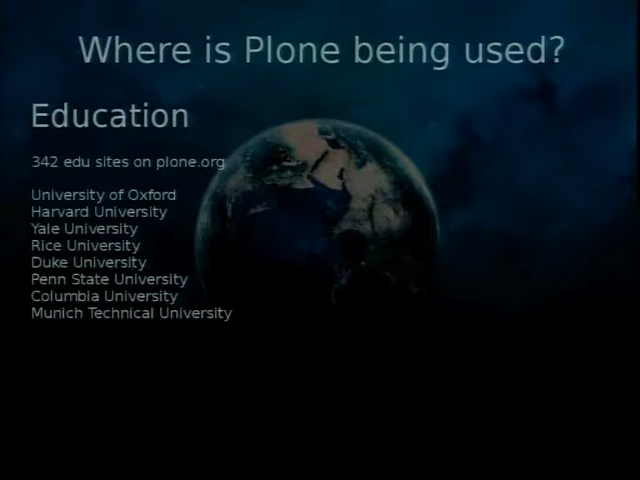 Where is Plone being used?
Education
342 edu sites on plone.org
University of Oxford
Harvard University
Yale University
Rice University
Duke University
Penn State University
Columbia University
Munich Technical University